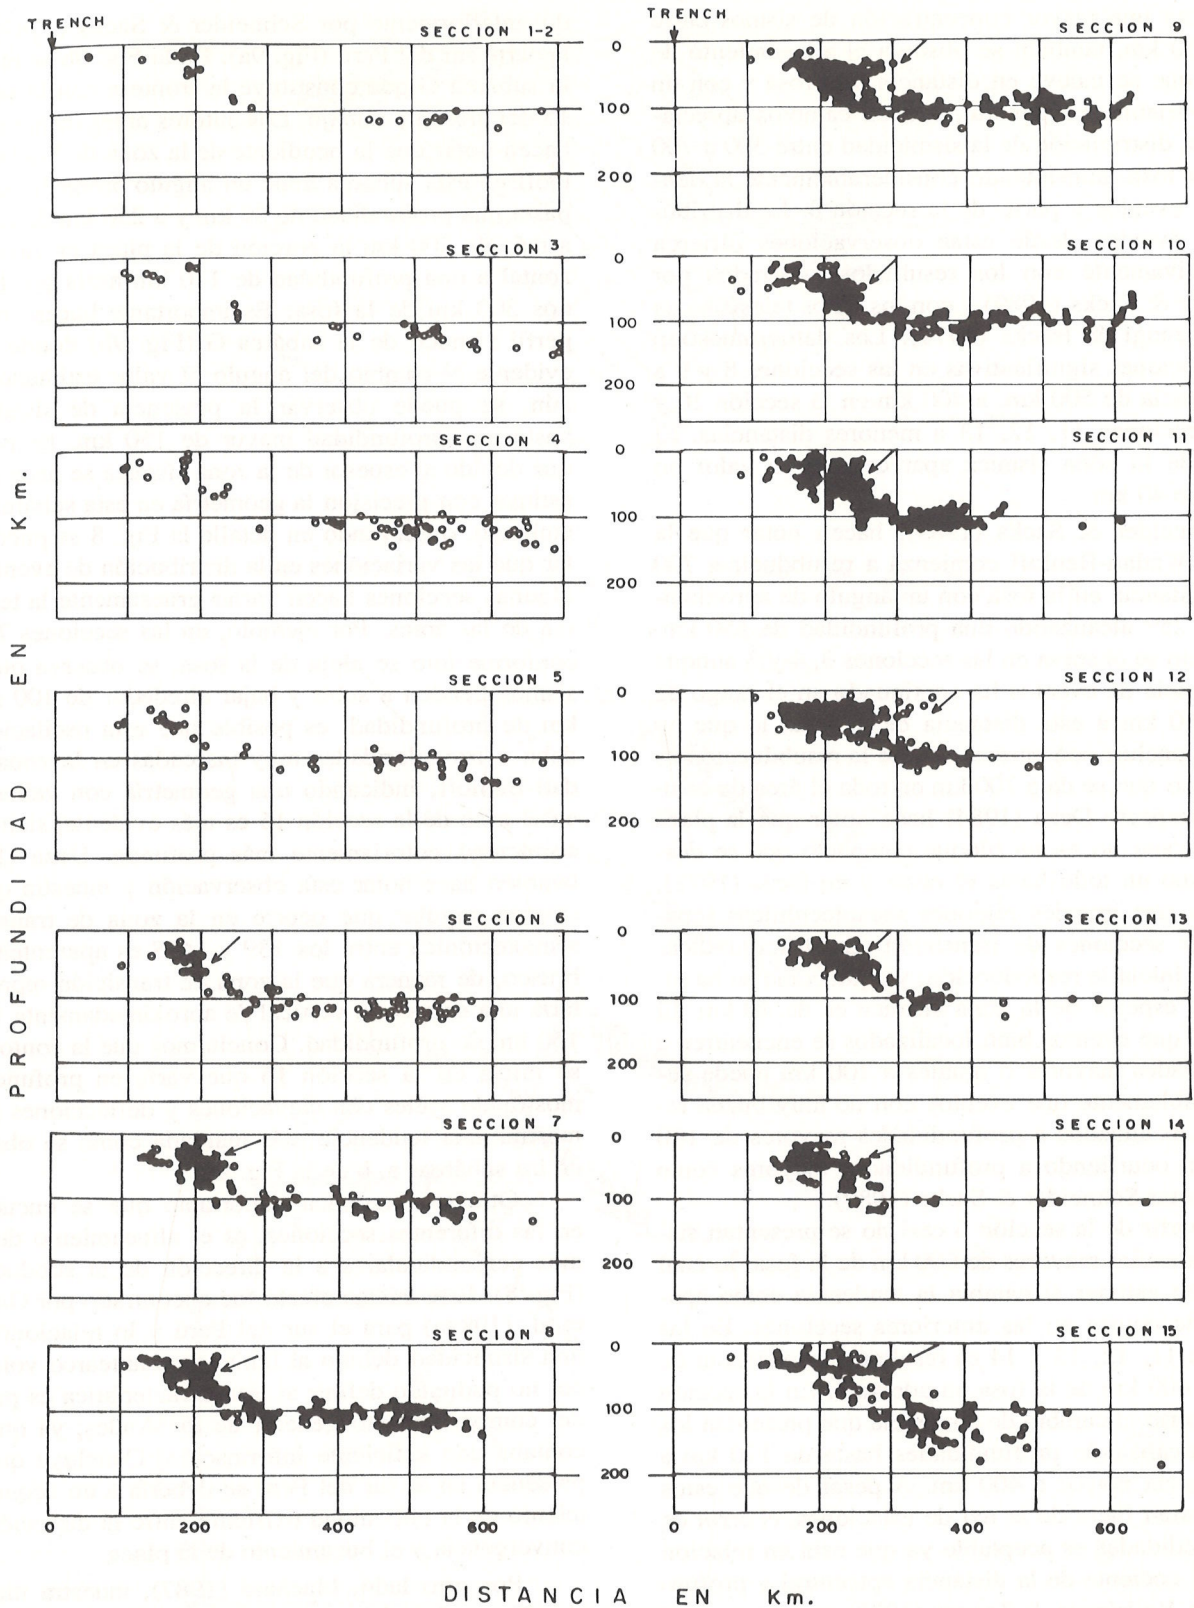 TRENCH
SECCION 1-2
0
100
200
SECCION 3
0
100
200
SECCION 4
0
100
200
SECCION 5
0
100
200
SECCION 6
0
100
200
SECCION 7
0
100
200
SECCION 8
0
100
200
0 200 400 600
TRENCH
SECCION 9
SECCION 10
SECCION 11
SECCION 12
SECCION 13
SECCION 14
SECCION 15
0 200 400 600
PROFUNDIDAD EN Km.
DISTANCIA EN Km.